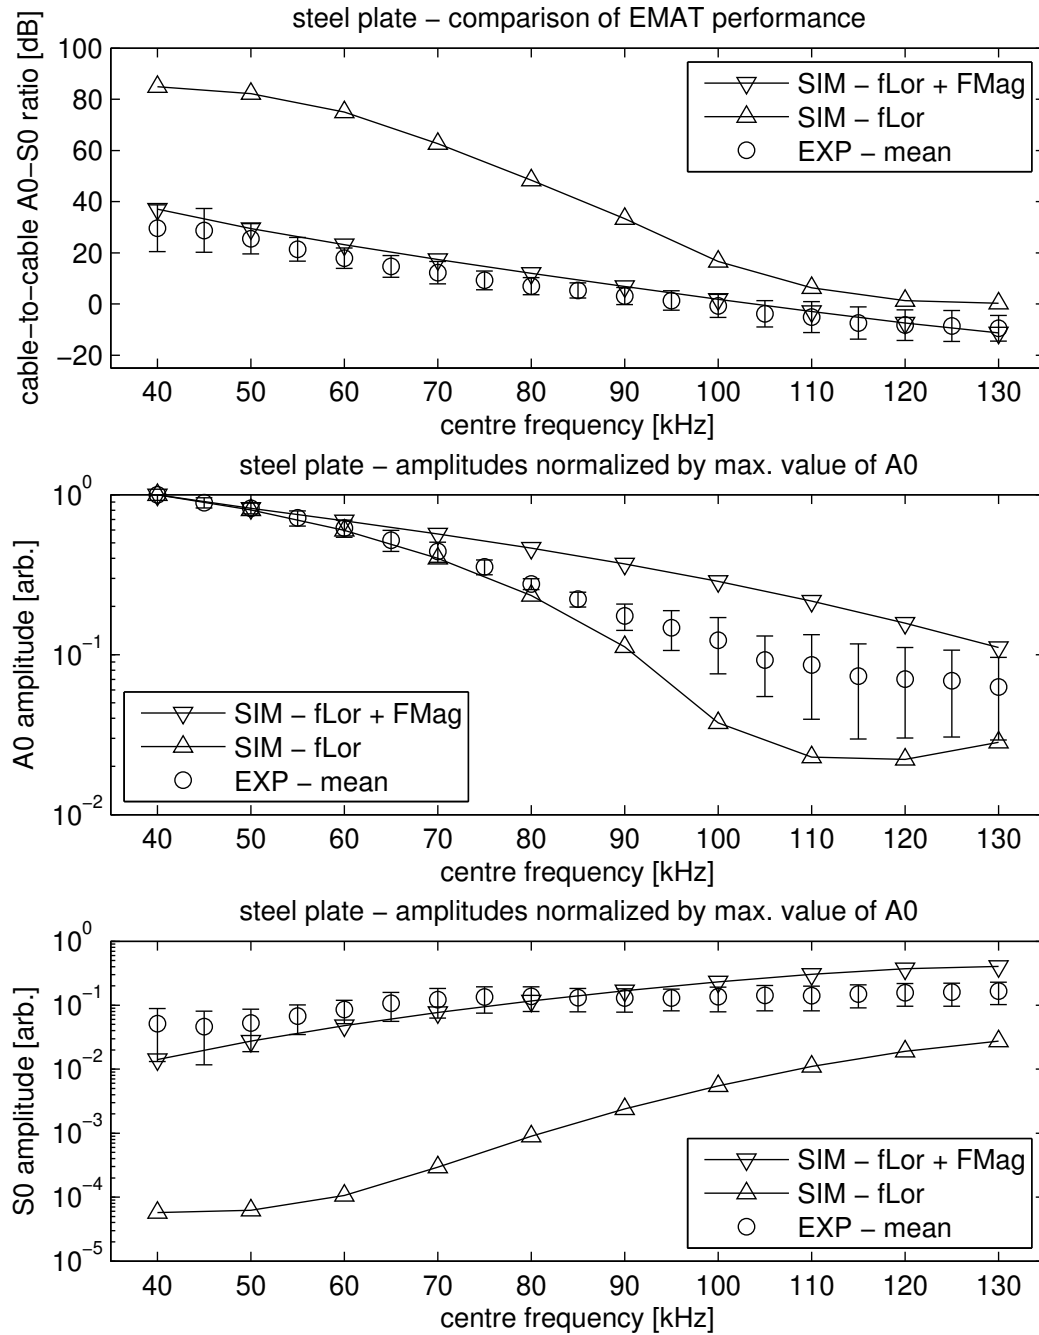 steel plate − comparison of EMAT performance
cable−to−cable A0−S0 ratio [dB]
100
80
60
40
20
0
−20
SIM − fLor + FMag
SIM − fLor
EXP − mean
40 50 60 70 80 90 100 110 120 130
centre frequency [kHz]
steel plate − amplitudes normalized by max. value of A0
A0 amplitude [arb.]
10^0
10^−1
10^−2
SIM − fLor + FMag
SIM − fLor
EXP − mean
40 50 60 70 80 90 100 110 120 130
centre frequency [kHz]
steel plate − amplitudes normalized by max. value of A0
S0 amplitude [arb.]
10^0
10^−1
10^−2
10^−3
10^−4
10^−5
SIM − fLor + FMag
SIM − fLor
EXP − mean
40 50 60 70 80 90 100 110 120 130
centre frequency [kHz]